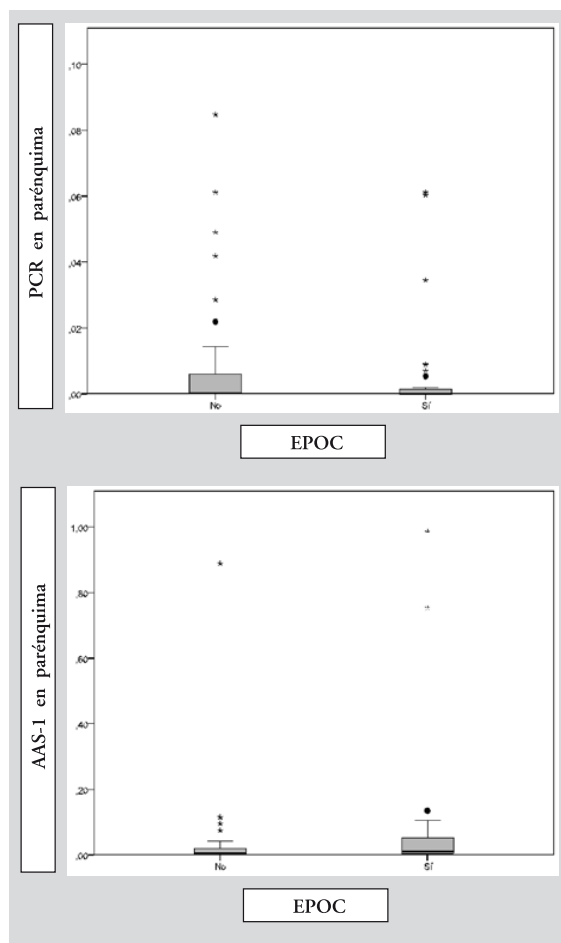 PCR en parénquima
,10
,08
,06
,04
,02
,00
No
Sí
EPOC
AAS-1 en parénquima
1,00
,80
,60
,40
,20
,00
No
Sí
EPOC